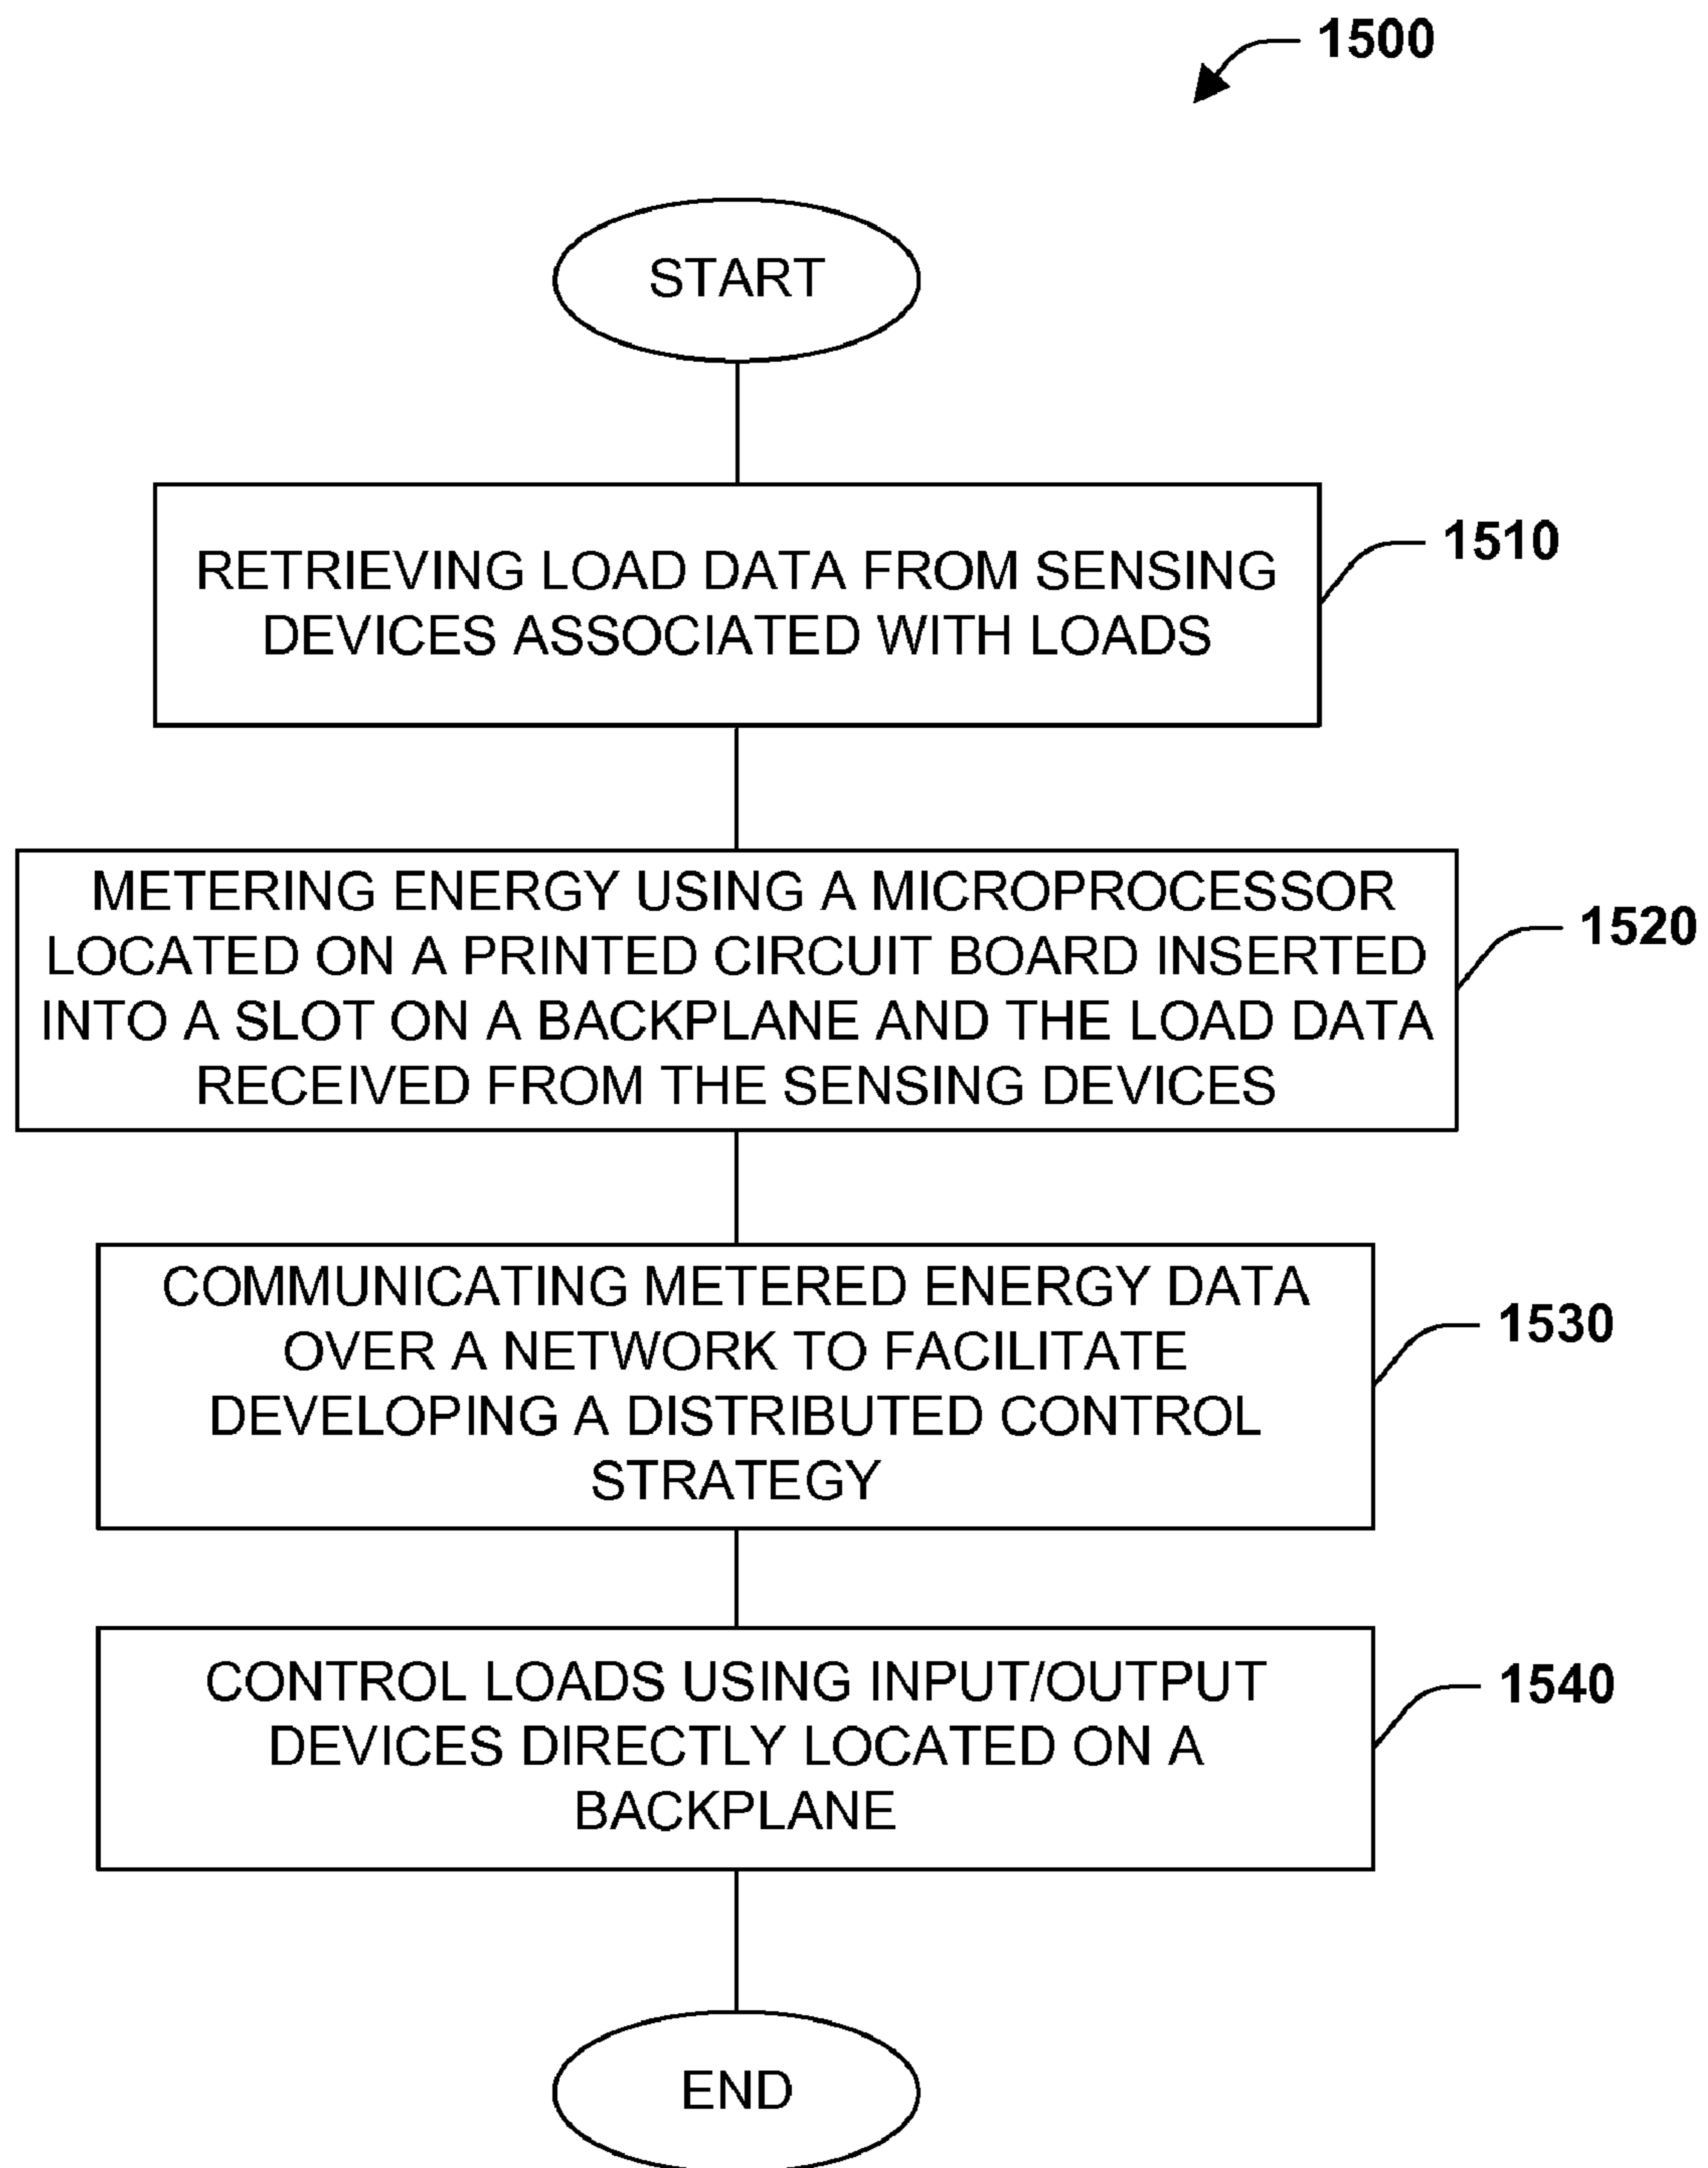 1500
START
RETRIEVING LOAD DATA FROM SENSING
DEVICES ASSOCIATED WITH LOADS
1510
METERING ENERGY USING A MICROPROCESSOR
LOCATED ON A PRINTED CIRCUIT BOARD INSERTED
INTO A SLOT ON A BACKPLANE AND THE LOAD DATA
RECEIVED FROM THE SENSING DEVICES
1520
COMMUNICATING METERED ENERGY DATA
OVER A NETWORK TO FACILITATE
DEVELOPING A DISTRIBUTED CONTROL
STRATEGY
1530
CONTROL LOADS USING INPUT/OUTPUT
DEVICES DIRECTLY LOCATED ON A
BACKPLANE
1540
END